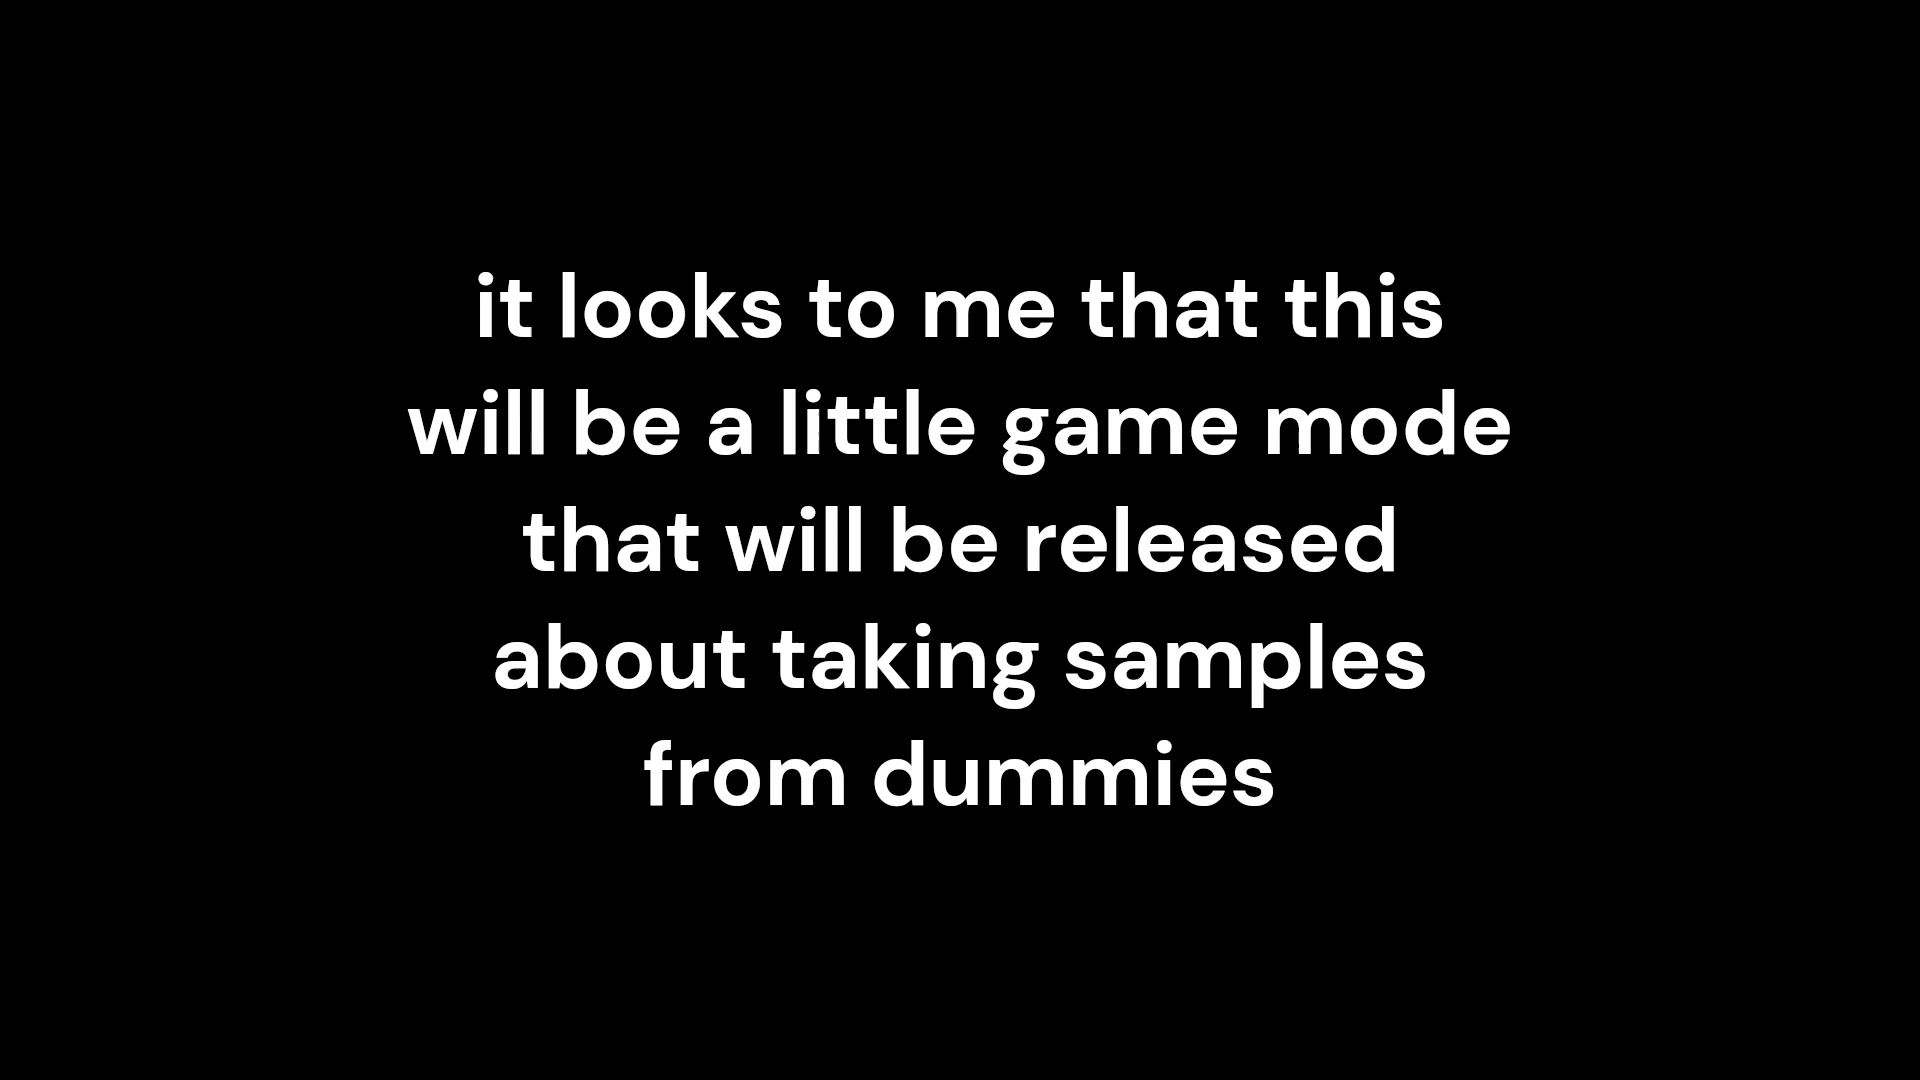 it looks to me that this
will be a little game mode
that will be released
about taking samples
from dummies